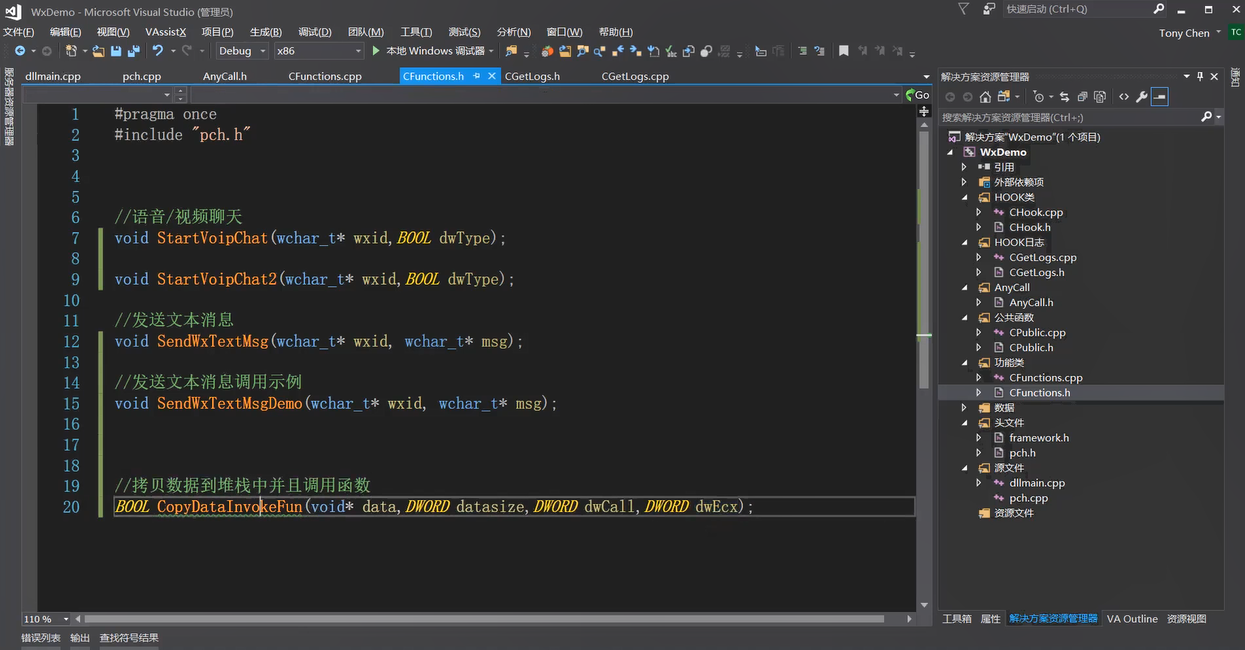 WxDemo - Microsoft Visual Studio (管理员)
快速启动 (Ctrl+Q)
文件(F) 编辑(E) 视图(V) VAssistX 项目(P) 生成(B) 调试(D) 团队(M) 工具(T) 测试(S) 分析(N) 窗口(W) 帮助(H)
Tony Chen
TC
Debug x86 本地 Windows 调试器
服务器资源管理器
通知
dllmain.cpp pch.cpp AnyCall.h CFunctions.cpp CFunctions.h CGetLogs.h CGetLogs.cpp
Go
1 #pragma once
2 #include "pch.h"
3
4
5
6 //语音/视频聊天
7 void StartVoipChat(wchar_t* wxid,BOOL dwType);
8
9 void StartVoipChat2(wchar_t* wxid,BOOL dwType);
10
11 //发送文本消息
12 void SendWxTextMsg(wchar_t* wxid, wchar_t* msg);
13
14 //发送文本消息调用示例
15 void SendWxTextMsgDemo(wchar_t* wxid, wchar_t* msg);
16
17
18
19 //拷贝数据到堆栈中并且调用函数
20 BOOL CopyDataInvokeFun(void* data,DWORD datasize,DWORD dwCall,DWORD dwEcx);
110 %
错误列表 输出 查找符号结果
解决方案资源管理器
搜索解决方案资源管理器(Ctrl+;)
解决方案"WxDemo"(1 个项目)
WxDemo
引用
外部依赖项
HOOK类
CHook.cpp
CHook.h
HOOK日志
CGetLogs.cpp
CGetLogs.h
AnyCall
AnyCall.h
公共函数
CPublic.cpp
CPublic.h
功能类
CFunctions.cpp
CFunctions.h
数据
头文件
framework.h
pch.h
源文件
dllmain.cpp
pch.cpp
资源文件
工具箱 属性 解决方案资源管理器 VA Outline 资源视图